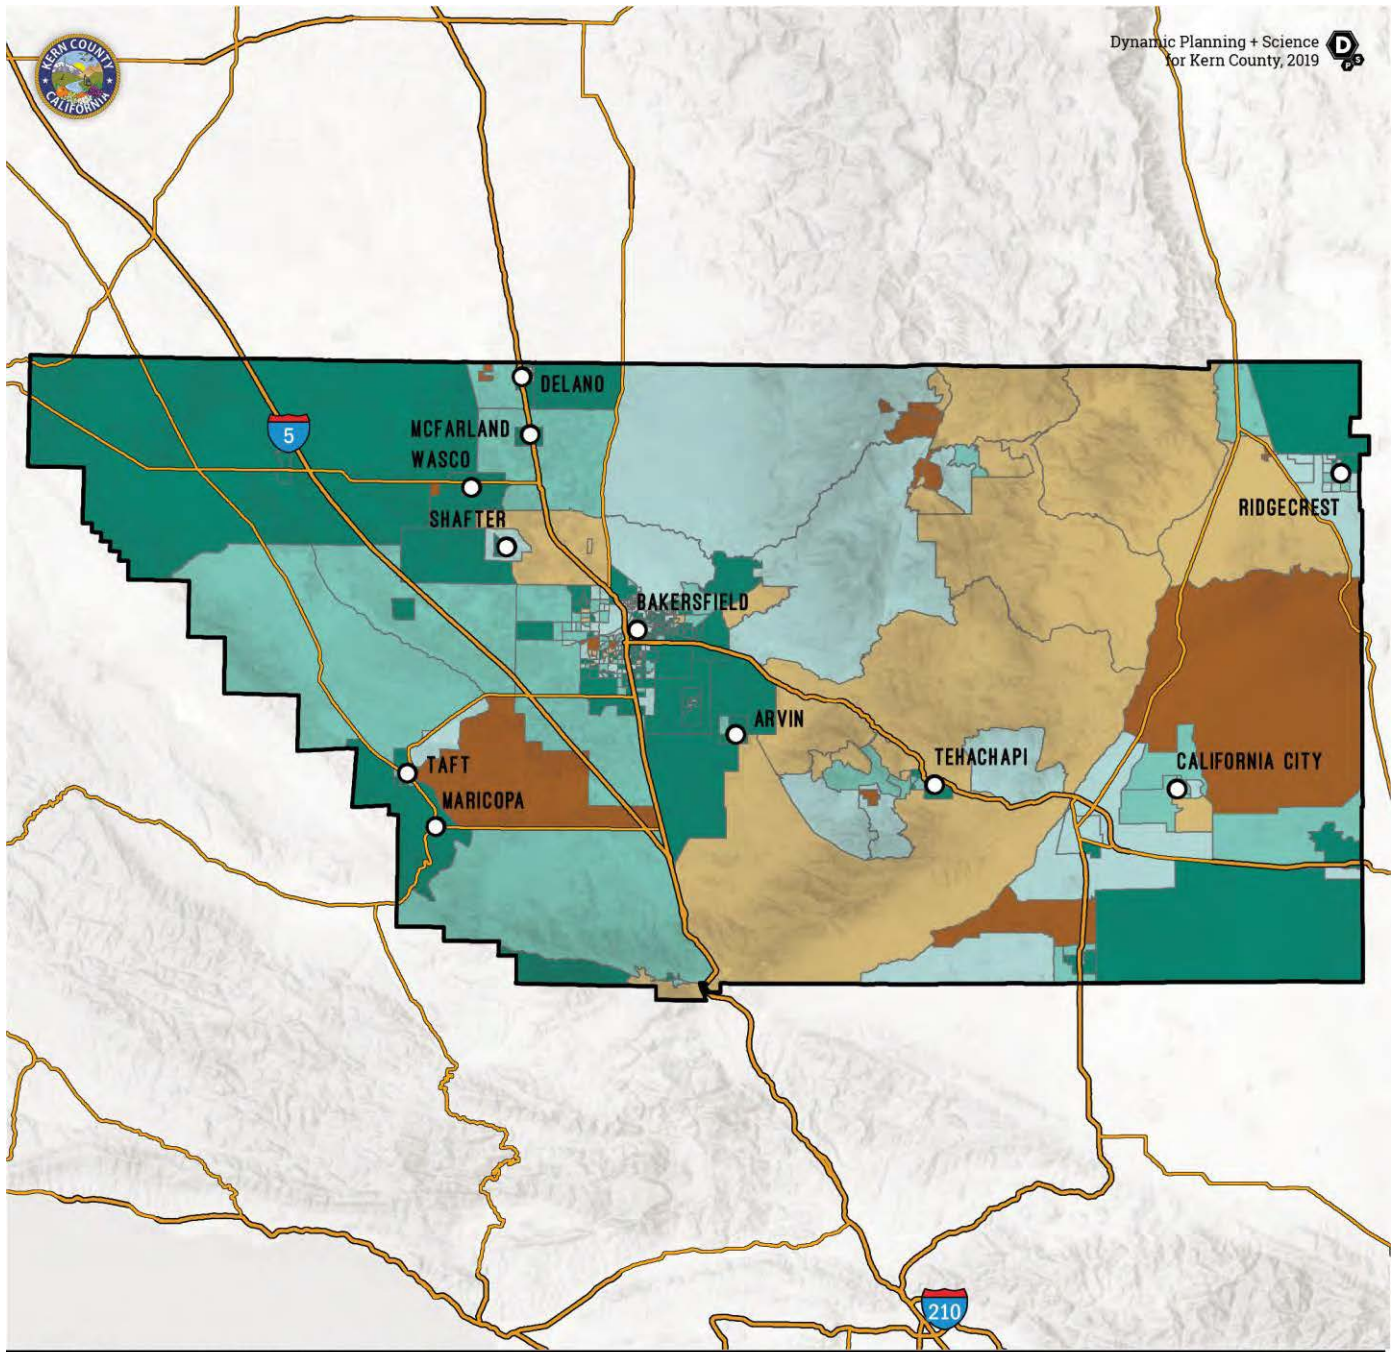 KERN COUNTY
CALIFORNIA
Dynamic Planning + Science
for Kern County, 2019
D
P
S
DELANO
5
MCFARLAND
WASCO
SHAFTER
RIDGECREST
BAKERSFIELD
ARVIN
TEHACHAPI
CALIFORNIA CITY
TAFT
MARICOPA
210